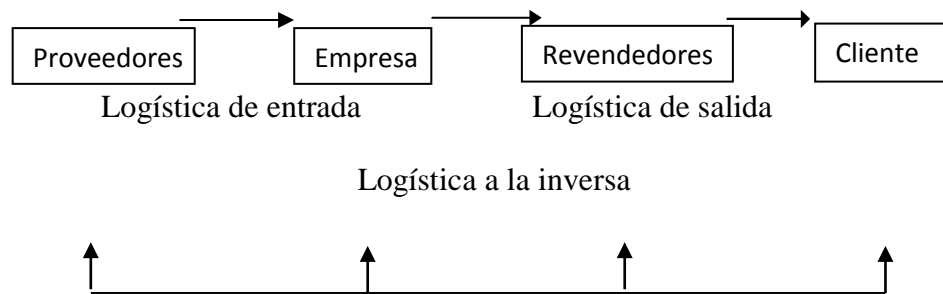 Proveedores Empresa Revendedores Cliente
Logística de entrada Logística de salida
Logística a la inversa